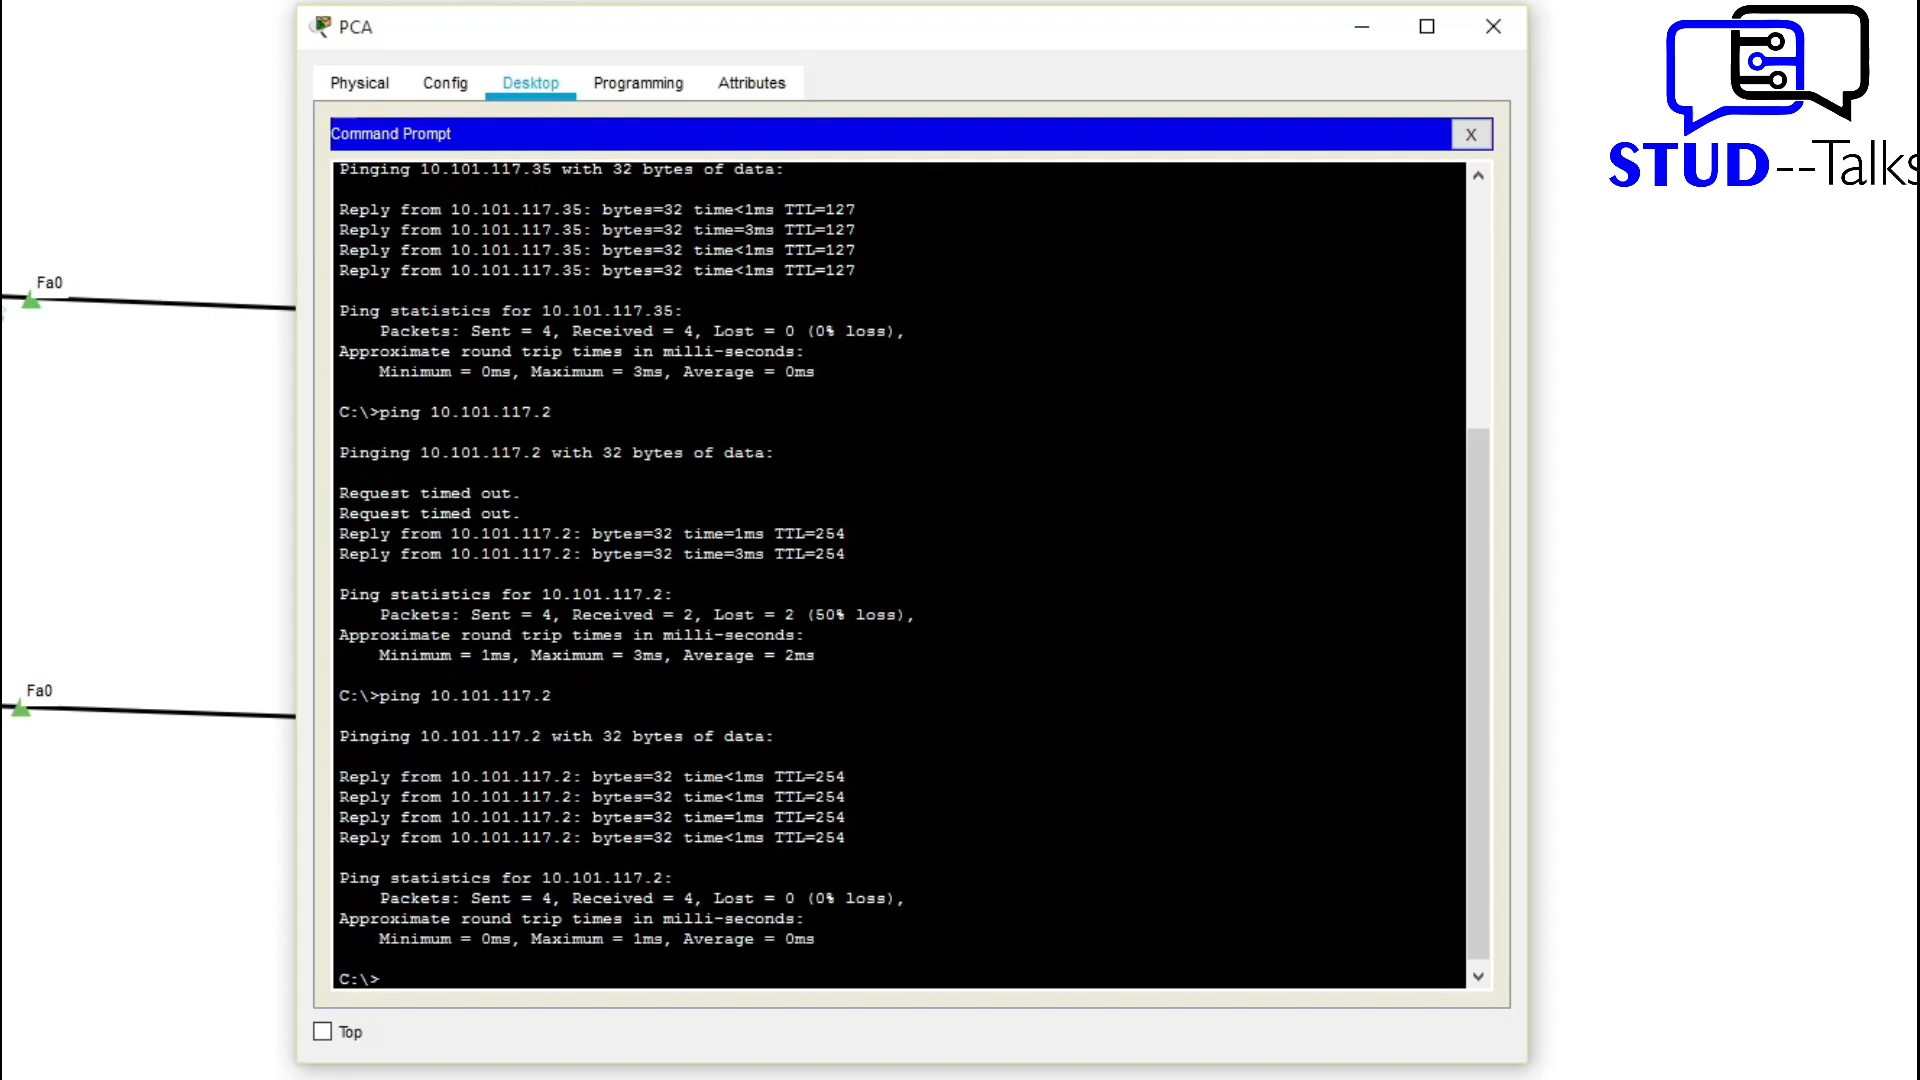 PCA
Physical Config Desktop Programming Attributes
Command Prompt
X
Pinging 10.101.117.35 with 32 bytes of data:
Reply from 10.101.117.35: bytes=32 time<1ms TTL=127
Reply from 10.101.117.35: bytes=32 time=3ms TTL=127
Reply from 10.101.117.35: bytes=32 time<1ms TTL=127
Reply from 10.101.117.35: bytes=32 time<1ms TTL=127
Ping statistics for 10.101.117.35:
Packets: Sent = 4, Received = 4, Lost = 0 (0% loss),
Approximate round trip times in milli-seconds:
Minimum = 0ms, Maximum = 3ms, Average = 0ms
C:\>ping 10.101.117.2
Pinging 10.101.117.2 with 32 bytes of data:
Request timed out.
Request timed out.
Reply from 10.101.117.2: bytes=32 time=1ms TTL=254
Reply from 10.101.117.2: bytes=32 time=3ms TTL=254
Ping statistics for 10.101.117.2:
Packets: Sent = 4, Received = 2, Lost = 2 (50% loss),
Approximate round trip times in milli-seconds:
Minimum = 1ms, Maximum = 3ms, Average = 2ms
C:\>ping 10.101.117.2
Pinging 10.101.117.2 with 32 bytes of data:
Reply from 10.101.117.2: bytes=32 time<1ms TTL=254
Reply from 10.101.117.2: bytes=32 time<1ms TTL=254
Reply from 10.101.117.2: bytes=32 time=1ms TTL=254
Reply from 10.101.117.2: bytes=32 time<1ms TTL=254
Ping statistics for 10.101.117.2:
Packets: Sent = 4, Received = 4, Lost = 0 (0% loss),
Approximate round trip times in milli-seconds:
Minimum = 0ms, Maximum = 1ms, Average = 0ms
C:\>
Top
Fa0
Fa0
STUD--Talks